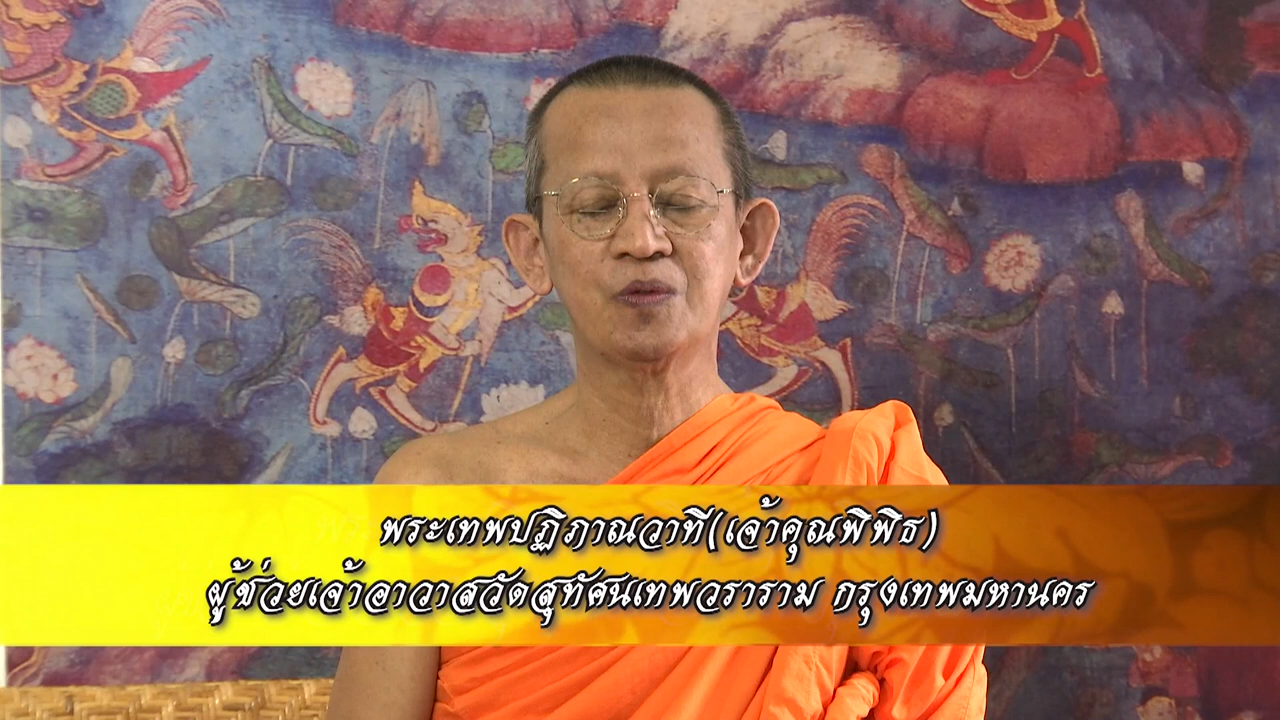 พระเทพปฏิภาณวาที(เจ้าคุณพิพิธ)
ผู้ช่วยเจ้าอาวาสวัดสุทัศนเทพวราราม กรุงเทพมหานคร